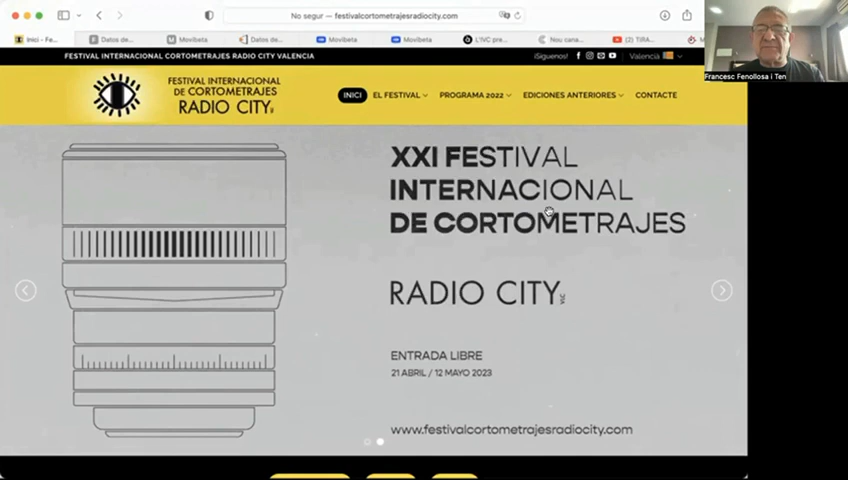 No segur — festivalcortometrajesradiocity.com
Inici - Fe...
Datos de...
Movibeta
Datos de...
Movibeta
Movibeta
L'IVC pre...
Nou cana...
(2) TIRA...
M
FESTIVAL INTERNACIONAL CORTOMETRAJES RADIO CITY VALENCIA
¡Síguenos!
Valencià
Francesc Fenollosa i Ten
FESTIVAL INTERNACIONAL
DE CORTOMETRAJES
RADIO CITY
INICI
EL FESTIVAL
PROGRAMA 2022
EDICIONES ANTERIORES
CONTACTE
XXI FESTIVAL
INTERNACIONAL
DE CORTOMETRAJES
RADIO CITY
ENTRADA LIBRE
21 ABRIL / 12 MAYO 2023
www.festivalcortometrajesradiocity.com